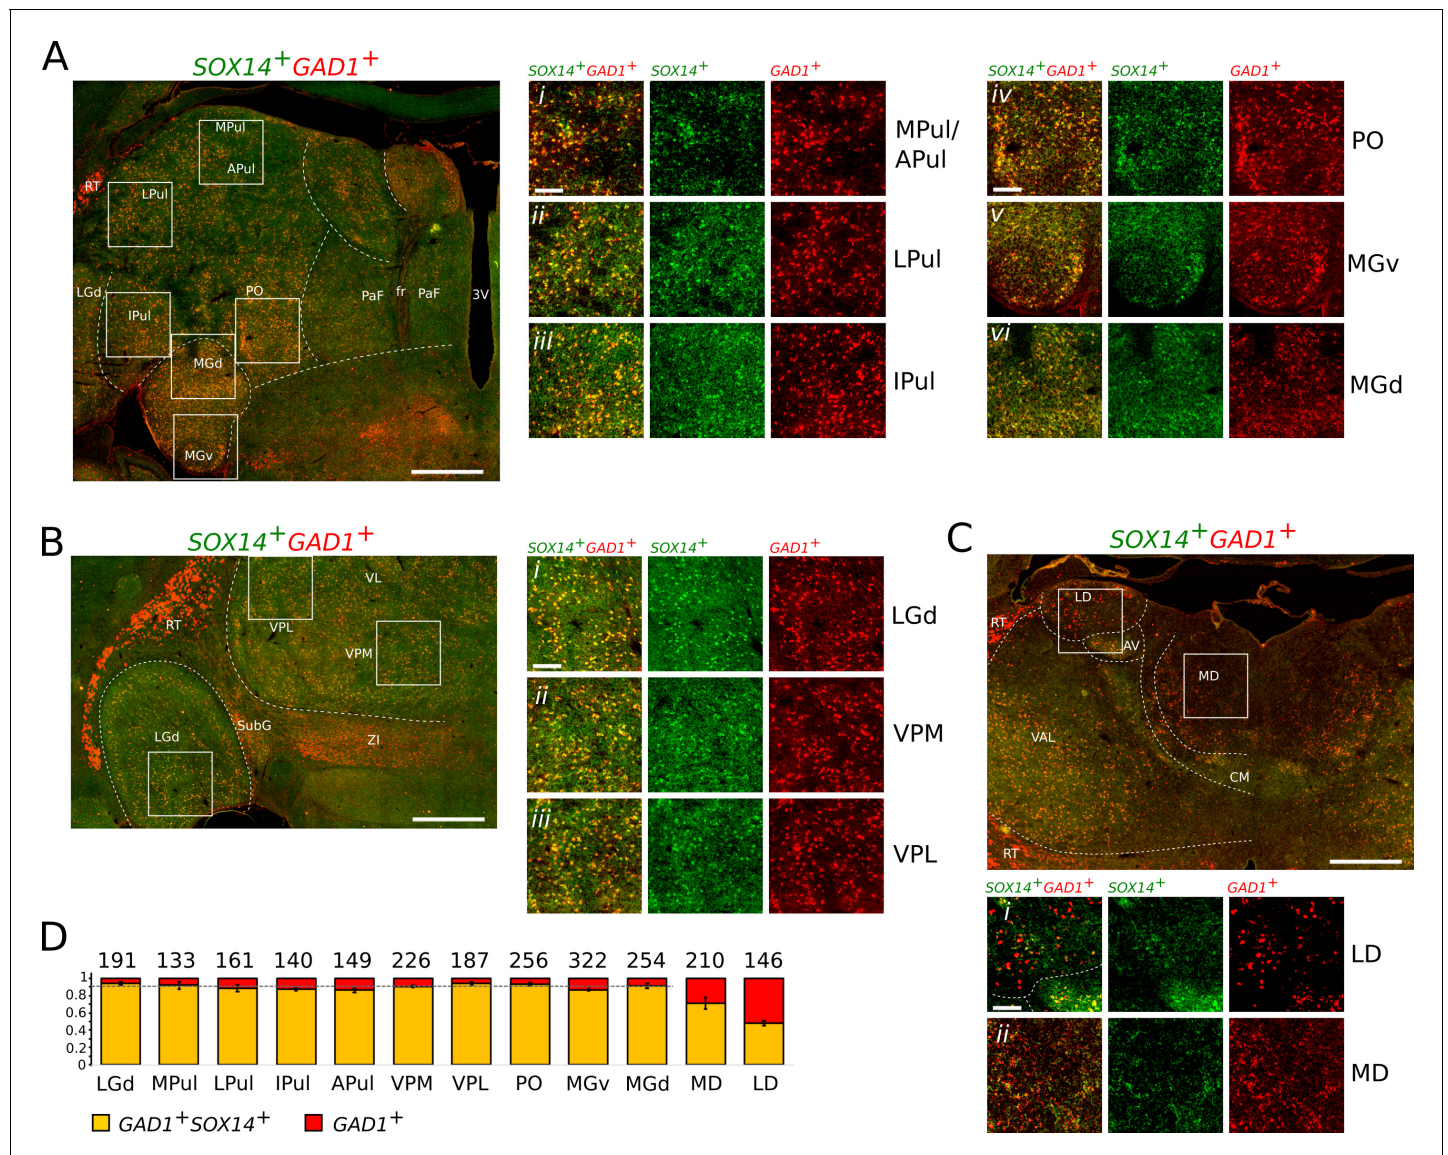 A
SOX14+GAD1+
MPul
APul
RT
LPul
LGd
IPul
PO
PaF
fr
PaF
3V
MGd
MGv
SOX14+GAD1+ SOX14+ GAD1+
i
MPul/
APul
ii
LPul
iii
IPul
SOX14+GAD1+ SOX14+ GAD1+
iv
PO
v
MGv
vi
MGd
B
SOX14+GAD1+
VL
RT
VPL
VPM
SubG
LGd
ZI
SOX14+GAD1+ SOX14+ GAD1+
i
LGd
ii
VPM
iii
VPL
C
SOX14+GAD1+
LD
RT
AV
MD
VAL
CM
RT
SOX14+GAD1+ SOX14+ GAD1+
i
LD
ii
MD
D
191 133 161 140 149 226 187 256 322 254 210 146
1
0.8
0.6
0.4
0.2
0
LGd MPul LPul IPul APul VPM VPL PO MGv MGd MD LD
GAD1+SOX14+ GAD1+